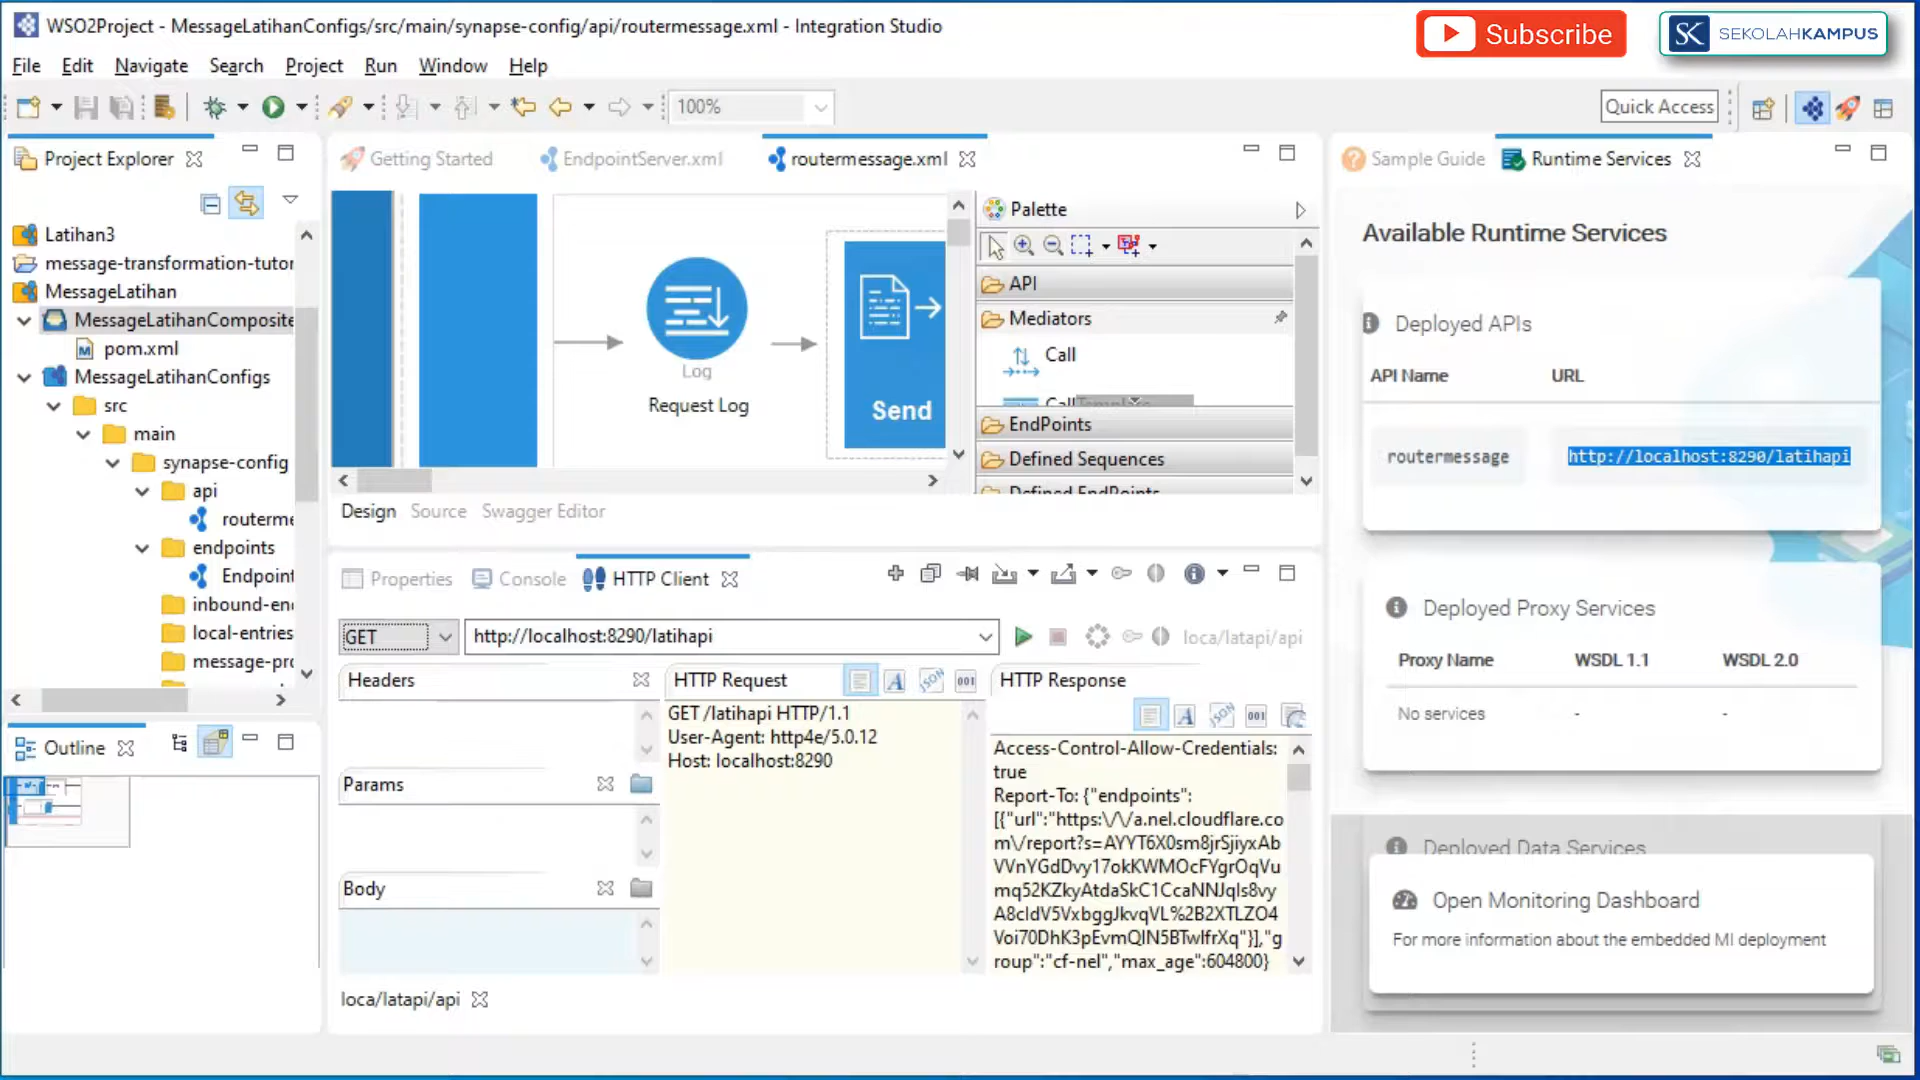 WSO2Project - MessageLatihanConfigs/src/main/synapse-config/api/routermessage.xml - Integration Studio
Subscribe
SK SEKOLAHKAMPUS
File Edit Navigate Search Project Run Window Help
100%
Quick Access
Project Explorer
Latihan3
message-transformation-tutor
MessageLatihan
MessageLatihanComposite
pom.xml
MessageLatihanConfigs
src
main
synapse-config
api
routerme
endpoints
Endpoint
inbound-en
local-entries
message-pro
Outline
Getting Started
EndpointServer.xml
routermessage.xml
Log
Request Log
Send
Palette
API
Mediators
Call
EndPoints
Defined Sequences
Defined EndPoints
Design Source Swagger Editor
Properties
Console
HTTP Client
GET
http://localhost:8290/latihapi
loca/latapi/api
Headers
Params
Body
HTTP Request
GET /latihapi HTTP/1.1
User-Agent: http4e/5.0.12
Host: localhost:8290
HTTP Response
Access-Control-Allow-Credentials:
true
Report-To: {"endpoints":
[{"url":"https:\/\/a.nel.cloudflare.co
m\/report?s=AYYT6X0sm8jrSjiyxAb
VVnYGdDvy17okKWMOcFYgrOqVu
mq52KZkyAtdaSkC1CcaNNJqls8vy
A8cIdV5VxbggJkvqVL%2B2XTLZO4
Voi70DhK3pEvmQIN5BTwIfrXq"}],"g
roup":"cf-nel","max_age":604800}
loca/latapi/api
Sample Guide
Runtime Services
Available Runtime Services
Deployed APIs
API Name URL
routermessage http://localhost:8290/latihapi
Deployed Proxy Services
Proxy Name WSDL 1.1 WSDL 2.0
No services - -
Deployed Data Services
Open Monitoring Dashboard
For more information about the embedded MI deployment